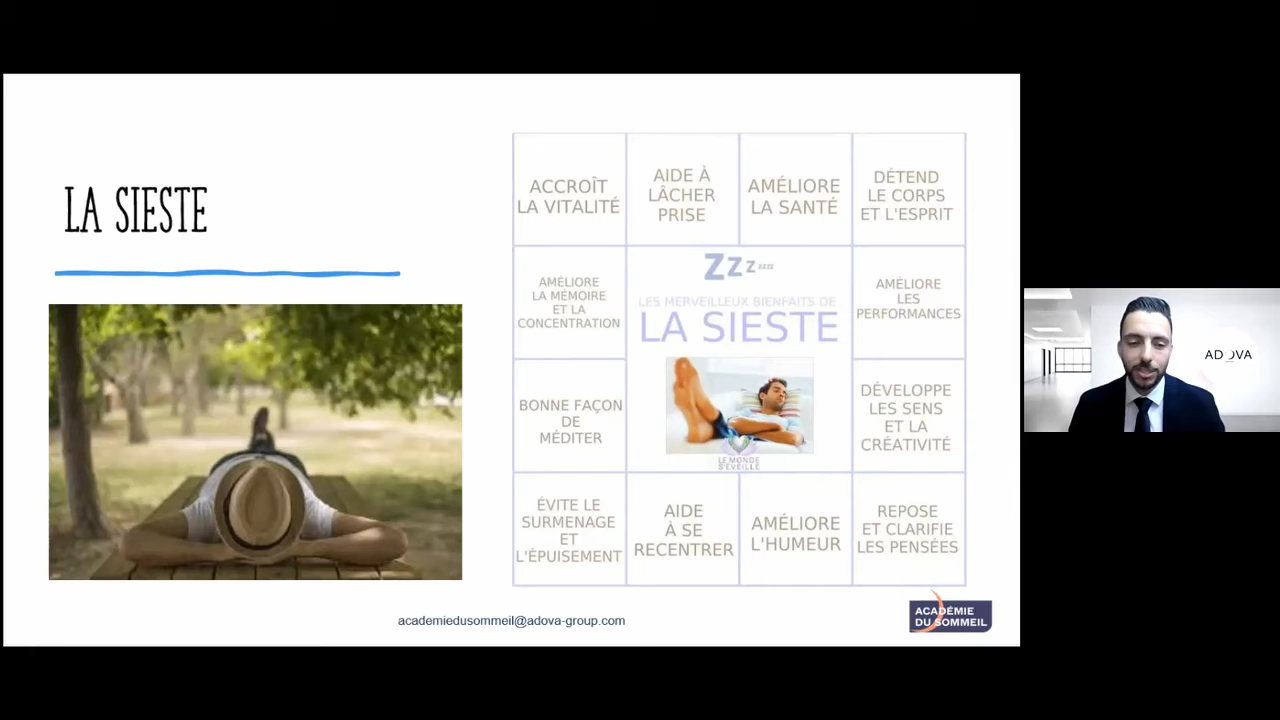 LA SIESTE
ACCROÎT
LA VITALITÉ
AIDE À
LÂCHER
PRISE
AMÉLIORE
LA SANTÉ
DÉTEND
LE CORPS
ET L'ESPRIT
AMÉLIORE
LA MÉMOIRE
ET LA
CONCENTRATION
ZZZ zzzz
LES MERVEILLEUX BIENFAITS DE
LA SIESTE
LE MONDE
S'ÉVEILLE
AMÉLIORE
LES
PERFORMANCES
BONNE FAÇON
DE
MÉDITER
DÉVELOPPE
LES SENS
ET LA
CRÉATIVITÉ
ÉVITE LE
SURMENAGE
ET
L'ÉPUISEMENT
AIDE
À SE
RECENTRER
AMÉLIORE
L'HUMEUR
REPOSE
ET CLARIFIE
LES PENSÉES
academiedusommeil@adova-group.com
ACADÉMIE
DU SOMMEIL
ADOVA